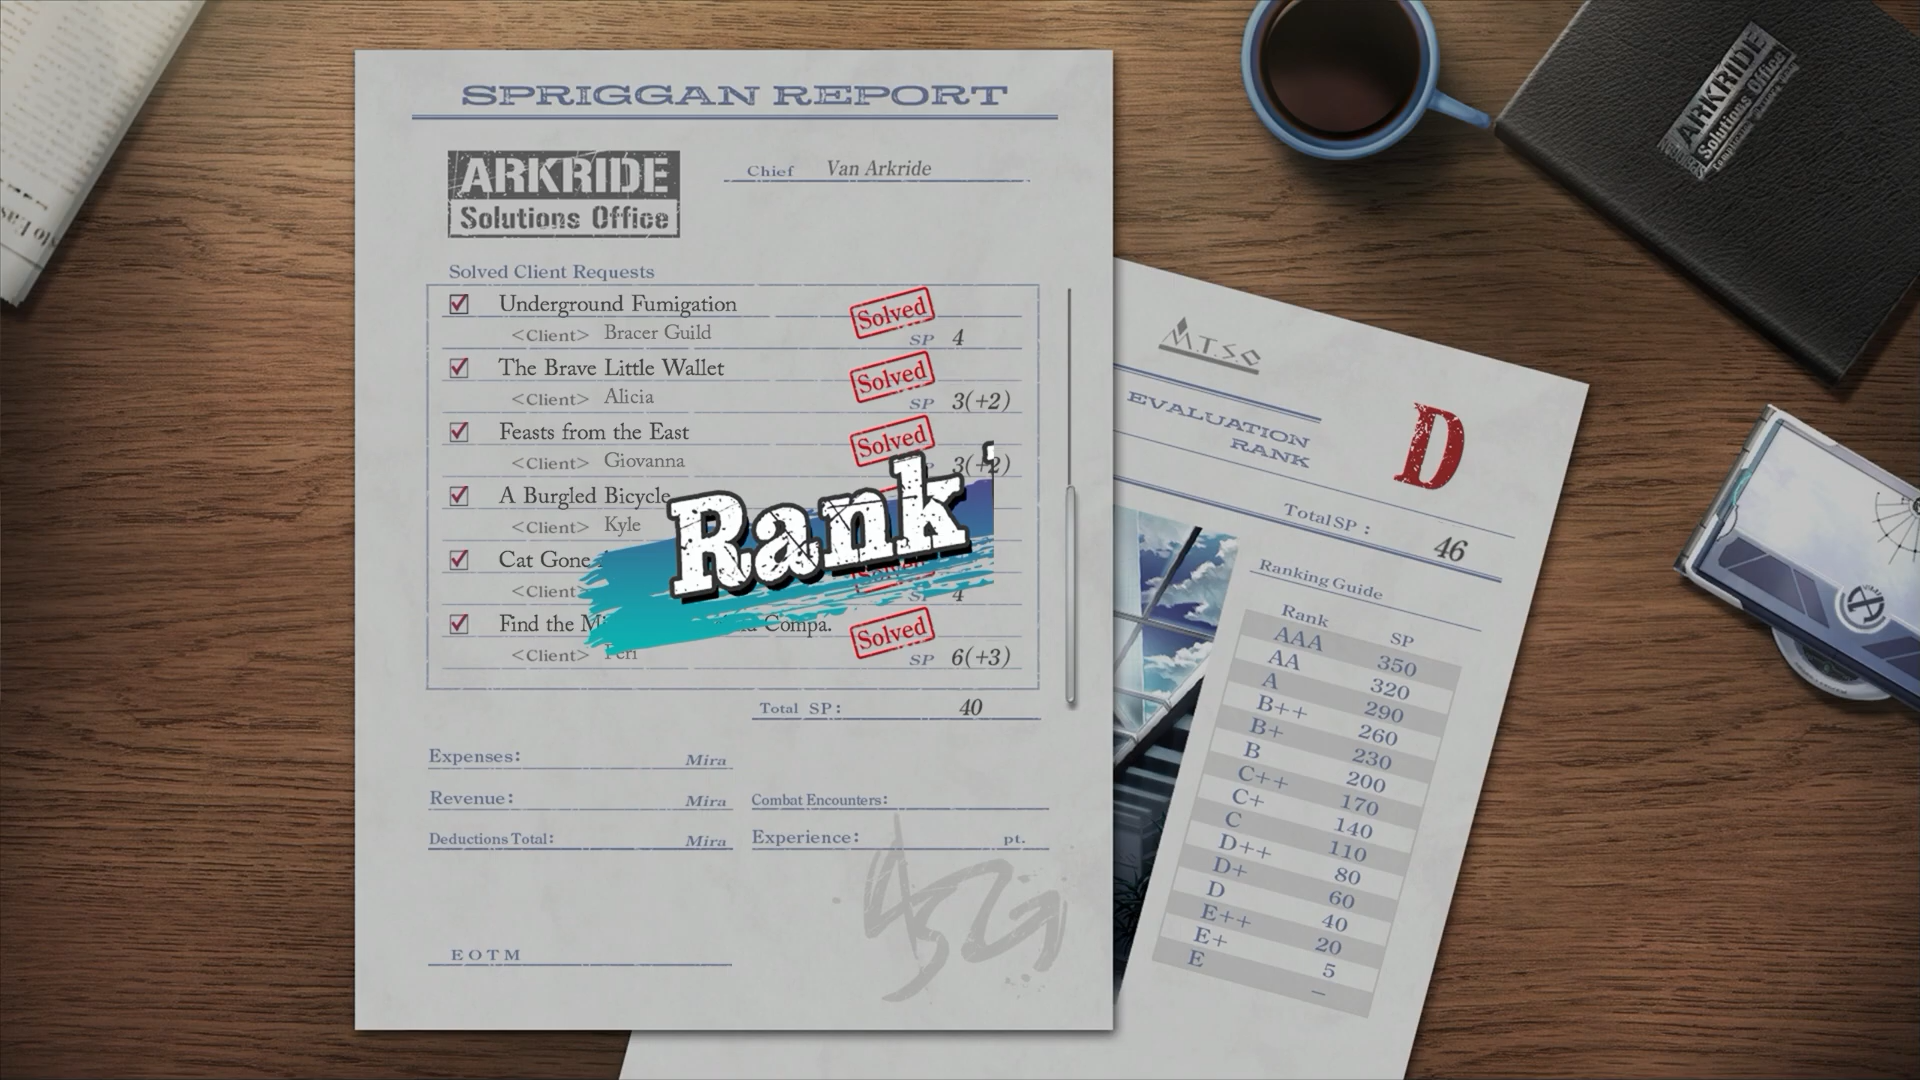 SPRIGGAN REPORT
ARKRIDE
Solutions Office
Chief Van Arkride
Solved Client Requests
Underground Fumigation
Solved
<Client> Bracer Guild
SP 4
The Brave Little Wallet
Solved
<Client> Alicia
SP 3(+2)
Feasts from the East
Solved
<Client> Giovanna
3(+2)
A Burgled Bicycle
<Client> Kyle
Cat Gone
<Client>
SP 4
Find the
Compa.
Solved
<Client> Feri
SP 6(+3)
Rank
Total SP: 40
Expenses: Mira
Revenue: Mira
Combat Encounters:
Deductions Total: Mira
Experience: pt.
EOTM
M.T.S.C
EVALUATION
RANK
D
Total SP : 46
Ranking Guide
Rank SP
AAA 350
AA 320
A 290
B++ 260
B+ 230
B 200
C++ 170
C+ 140
C 110
D++ 80
D+ 60
D 40
E++ 20
E+ 5
E –
ARKRIDE
Solutions Office